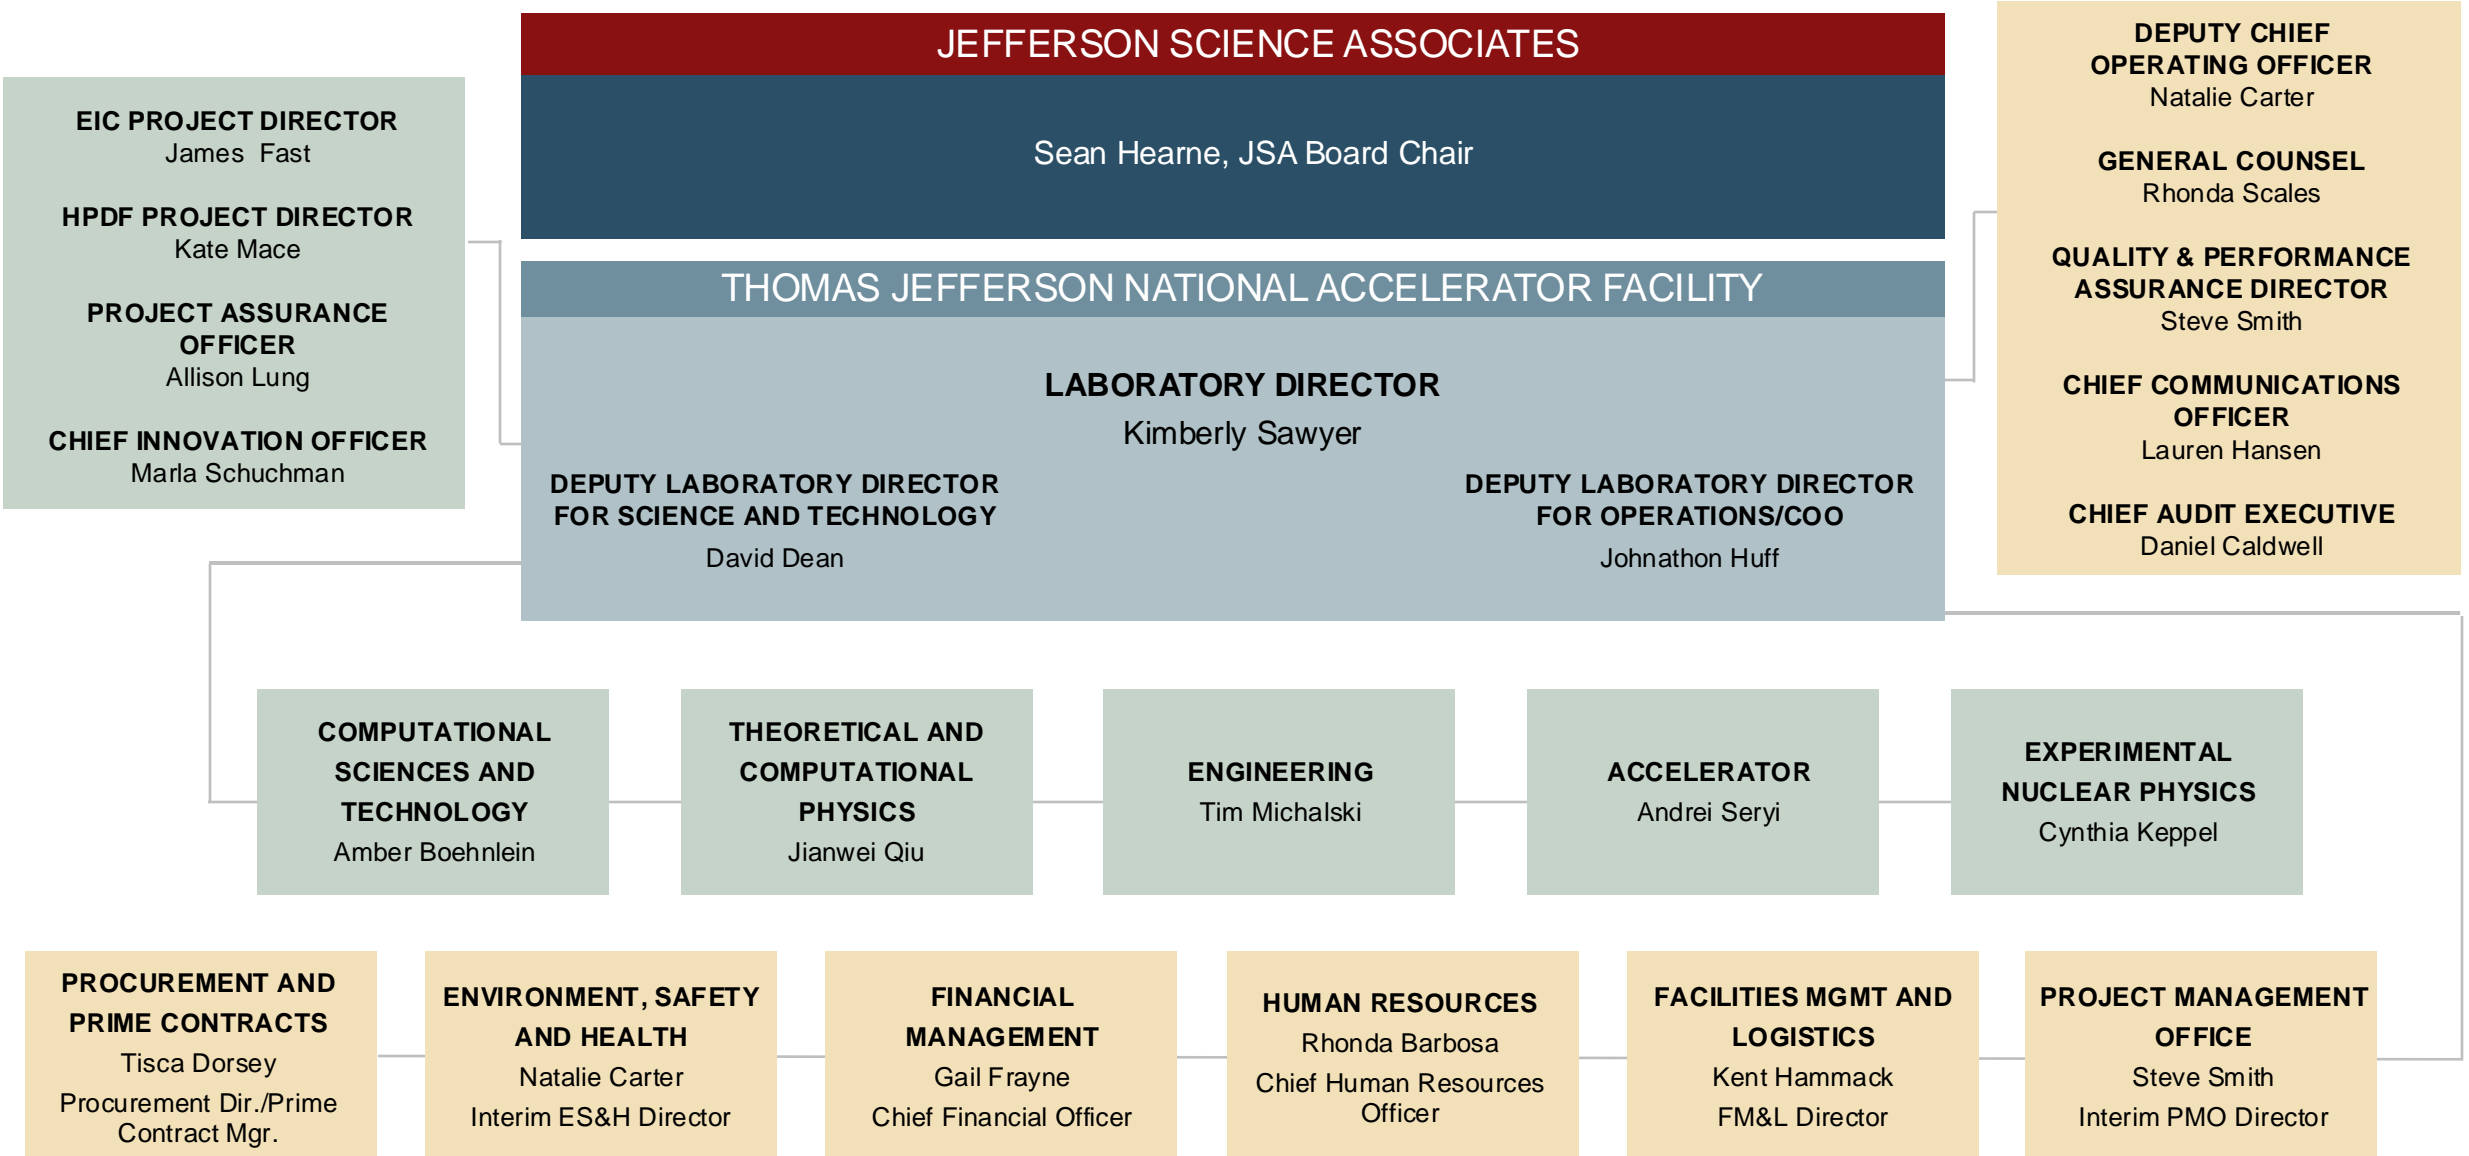 JEFFERSON SCIENCE ASSOCIATES
Sean Hearne, JSA Board Chair
EIC PROJECT DIRECTOR
James Fast
HPDF PROJECT DIRECTOR
Kate Mace
PROJECT ASSURANCE
OFFICER
Allison Lung
CHIEF INNOVATION OFFICER
Marla Schuchman
DEPUTY CHIEF
OPERATING OFFICER
Natalie Carter
GENERAL COUNSEL
Rhonda Scales
QUALITY & PERFORMANCE
ASSURANCE DIRECTOR
Steve Smith
CHIEF COMMUNICATIONS
OFFICER
Lauren Hansen
CHIEF AUDIT EXECUTIVE
Daniel Caldwell
THOMAS JEFFERSON NATIONAL ACCELERATOR FACILITY
LABORATORY DIRECTOR
Kimberly Sawyer
DEPUTY LABORATORY DIRECTOR
FOR SCIENCE AND TECHNOLOGY
David Dean
DEPUTY LABORATORY DIRECTOR
FOR OPERATIONS/COO
Johnathon Huff
COMPUTATIONAL
SCIENCES AND
TECHNOLOGY
Amber Boehnlein
THEORETICAL AND
COMPUTATIONAL
PHYSICS
Jianwei Qiu
ENGINEERING
Tim Michalski
ACCELERATOR
Andrei Seryi
EXPERIMENTAL
NUCLEAR PHYSICS
Cynthia Keppel
PROCUREMENT AND
PRIME CONTRACTS
Tisca Dorsey
Procurement Dir./Prime
Contract Mgr.
ENVIRONMENT, SAFETY
AND HEALTH
Natalie Carter
Interim ES&H Director
FINANCIAL
MANAGEMENT
Gail Frayne
Chief Financial Officer
HUMAN RESOURCES
Rhonda Barbosa
Chief Human Resources
Officer
FACILITIES MGMT AND
LOGISTICS
Kent Hammack
FM&L Director
PROJECT MANAGEMENT
OFFICE
Steve Smith
Interim PMO Director